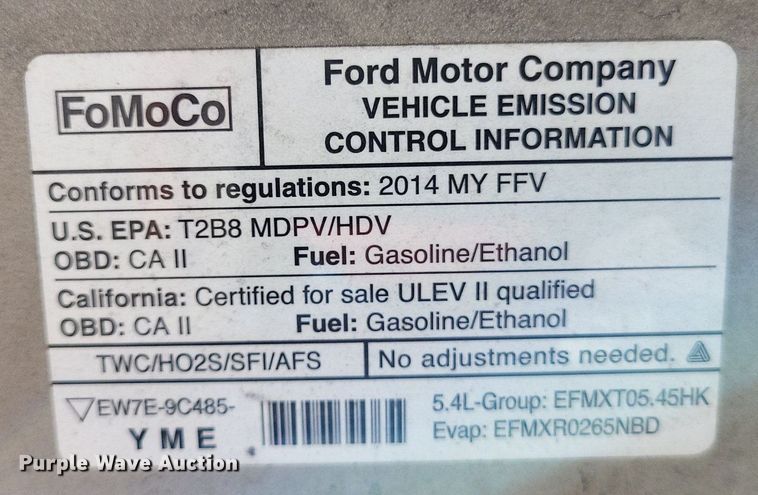 FoMoCo
Ford Motor Company
VEHICLE EMISSION
CONTROL INFORMATION
Conforms to regulations: 2014 MY FFV
U.S. EPA: T2B8 MDPV/HDV
OBD: CA II Fuel: Gasoline/Ethanol
California: Certified for sale ULEV II qualified
OBD: CA II Fuel: Gasoline/Ethanol
TWC/HO2S/SFI/AFS No adjustments needed.
EW7E-9C485-
YME
5.4L-Group: EFMXT05.45HK
Evap: EFMXR0265NBD
Purple Wave Auction